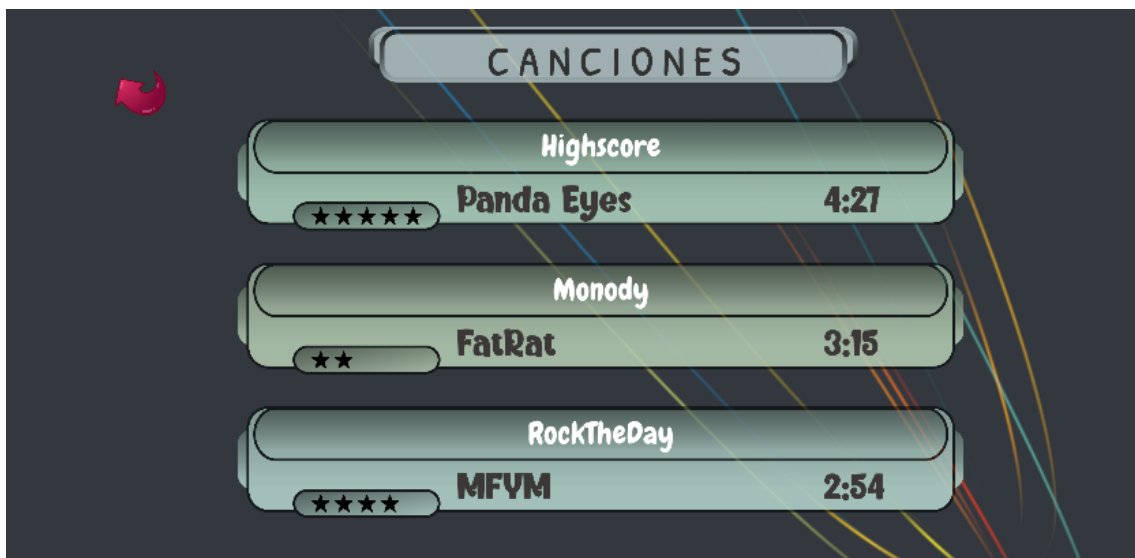 CANCIONES
Highscore
Panda Eyes 4:27
★★★★★
Monody
FatRat 3:15
★★
RockTheDay
MFYM 2:54
★★★★